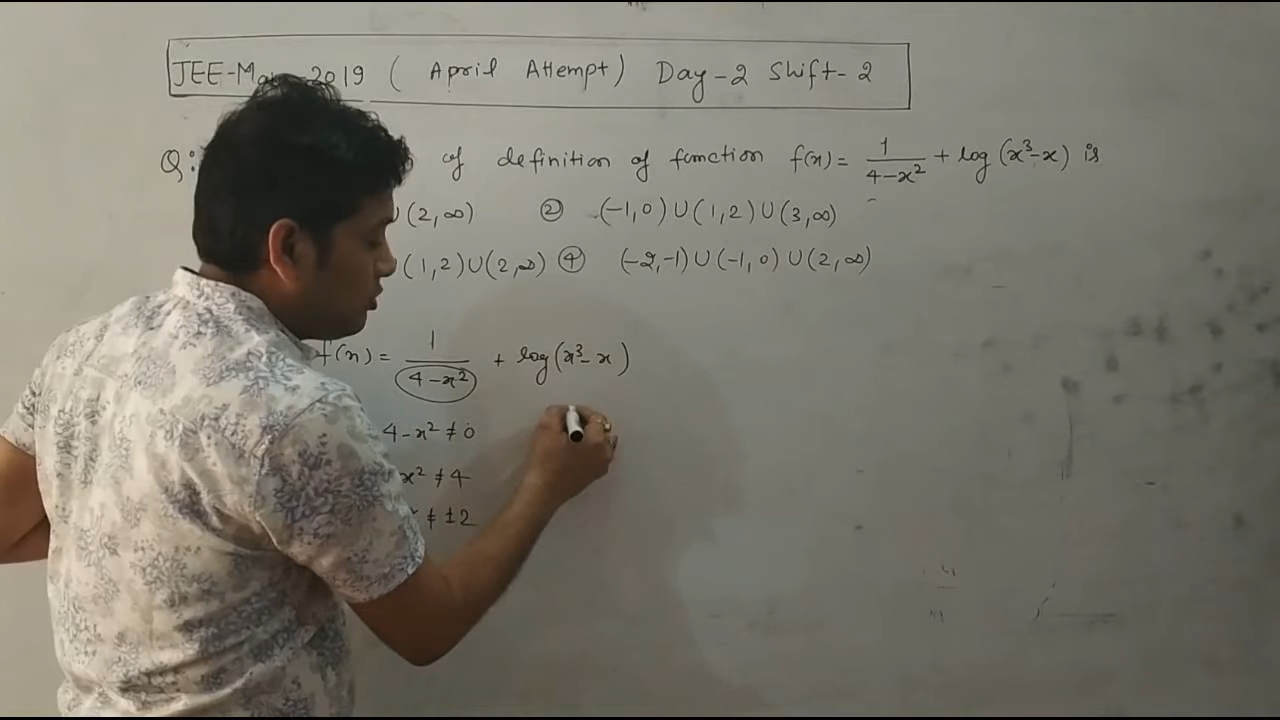 JEE-Main-2019 ( April Attempt) Day-2 Shift-2
Q: of definition of function f(x) = 1/(4-x²) + log(x³-x) is
∪(2,∞) ② (-1,0)∪(1,2)∪(3,∞)
(1,2)∪(2,∞) ④ (-2,-1)∪(-1,0)∪(2,∞)
f(x) = 1/(4-x²) + log(x³-x)
4-x² ≠ 0
x² ≠ 4
≠ ±2